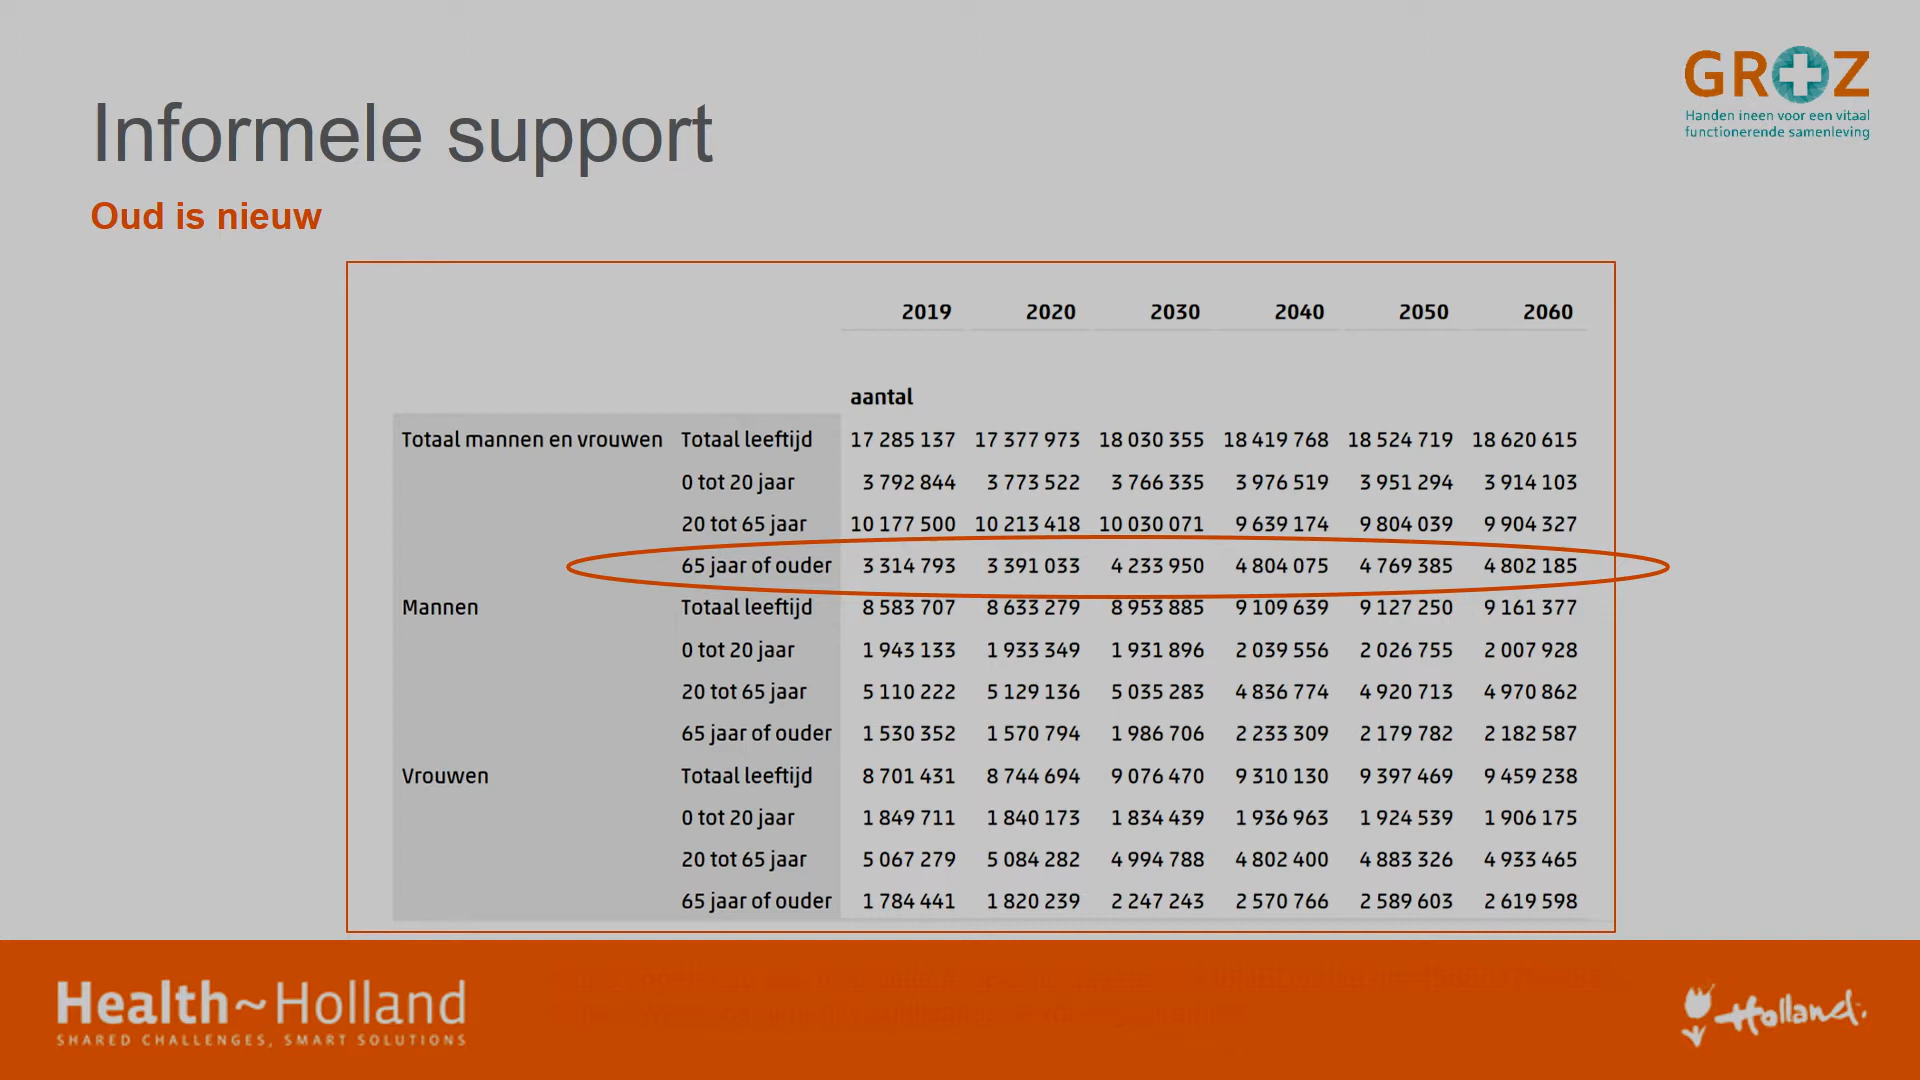 GROZ
Handen ineen voor een vitaal
functionerende samenleving
Informele support
Oud is nieuw
2019 2020 2030 2040 2050 2060
aantal
Totaal mannen en vrouwen Totaal leeftijd 17 285 137 17 377 973 18 030 355 18 419 768 18 524 719 18 620 615
0 tot 20 jaar 3 792 844 3 773 522 3 766 335 3 976 519 3 951 294 3 914 103
20 tot 65 jaar 10 177 500 10 213 418 10 030 071 9 639 174 9 804 039 9 904 327
65 jaar of ouder 3 314 793 3 391 033 4 233 950 4 804 075 4 769 385 4 802 185
Mannen Totaal leeftijd 8 583 707 8 633 279 8 953 885 9 109 639 9 127 250 9 161 377
0 tot 20 jaar 1 943 133 1 933 349 1 931 896 2 039 556 2 026 755 2 007 928
20 tot 65 jaar 5 110 222 5 129 136 5 035 283 4 836 774 4 920 713 4 970 862
65 jaar of ouder 1 530 352 1 570 794 1 986 706 2 233 309 2 179 782 2 182 587
Vrouwen Totaal leeftijd 8 701 431 8 744 694 9 076 470 9 310 130 9 397 469 9 459 238
0 tot 20 jaar 1 849 711 1 840 173 1 834 439 1 936 963 1 924 539 1 906 175
20 tot 65 jaar 5 067 279 5 084 282 4 994 788 4 802 400 4 883 326 4 933 465
65 jaar of ouder 1 784 441 1 820 239 2 247 243 2 570 766 2 589 603 2 619 598
Health~Holland
SHARED CHALLENGES, SMART SOLUTIONS
Holland.